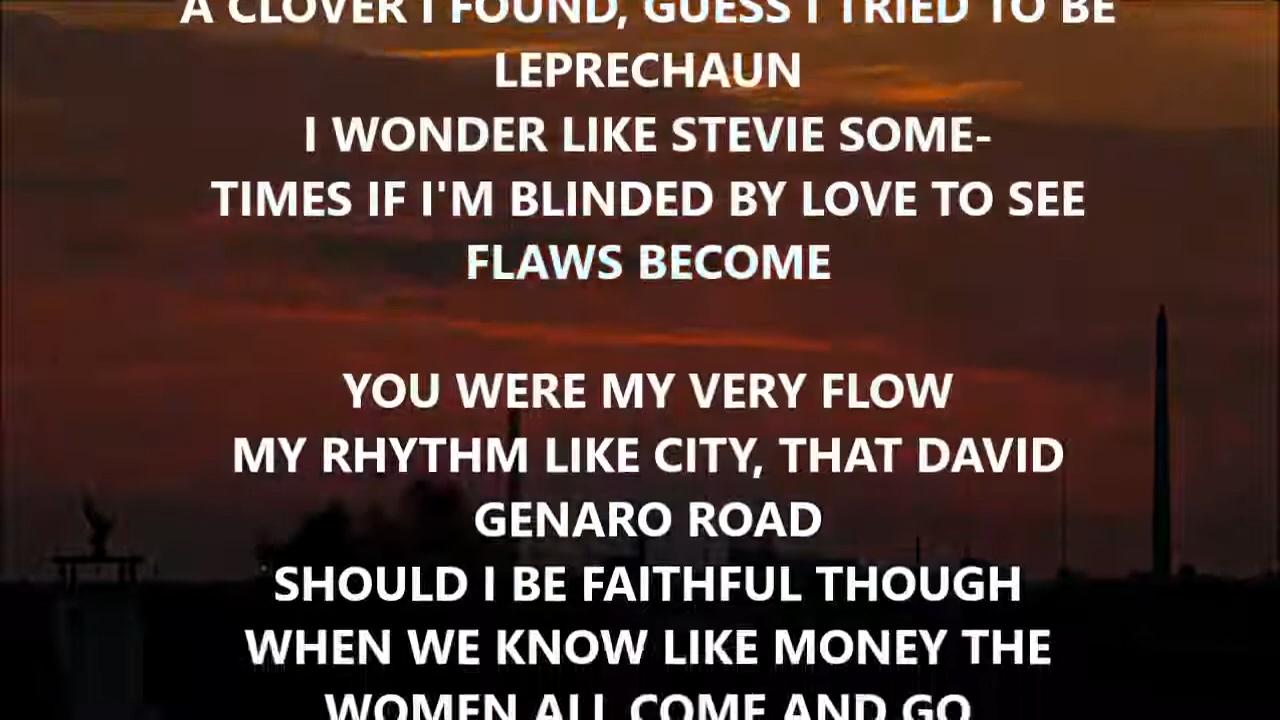 A CLOVER I FOUND, GUESS I TRIED TO BE
LEPRECHAUN
I WONDER LIKE STEVIE SOME-
TIMES IF I'M BLINDED BY LOVE TO SEE
FLAWS BECOME
YOU WERE MY VERY FLOW
MY RHYTHM LIKE CITY, THAT DAVID
GENARO ROAD
SHOULD I BE FAITHFUL THOUGH
WHEN WE KNOW LIKE MONEY THE
WOMEN ALL COME AND GO